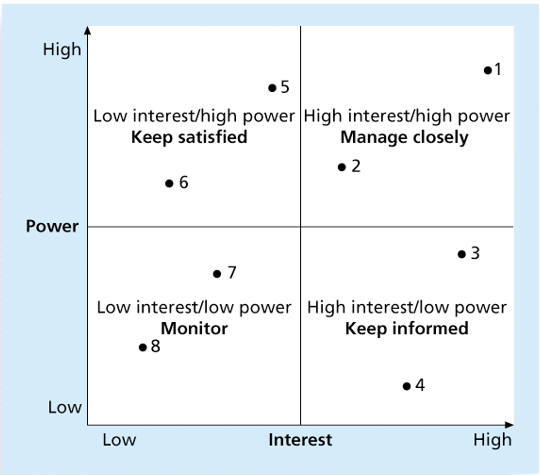 High
1
5
Low interest/high power
Keep satisfied
High interest/high power
Manage closely
2
6
Power
3
7
Low interest/low power
Monitor
High interest/low power
Keep informed
8
4
Low
Low
Interest
High